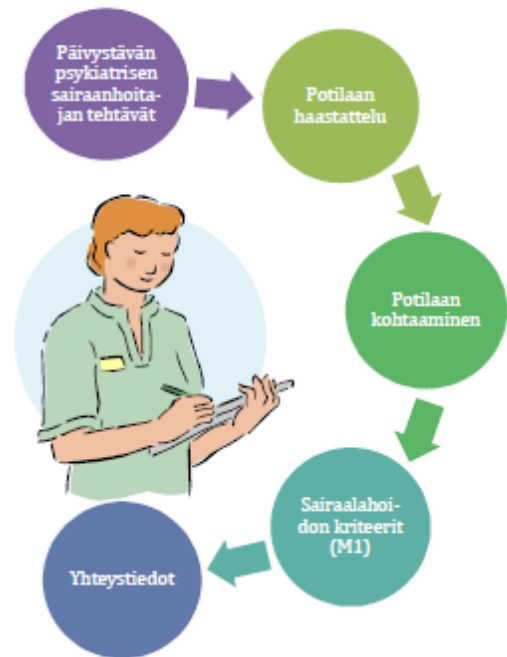 Päivystävän
psykiatrisen
sairaanhoita-
jan tehtävät
Potilaan
haastattelu
Potilaan
kohtaaminen
Sairaalahoi-
don kriteerit
(M1)
Yhteystiedot